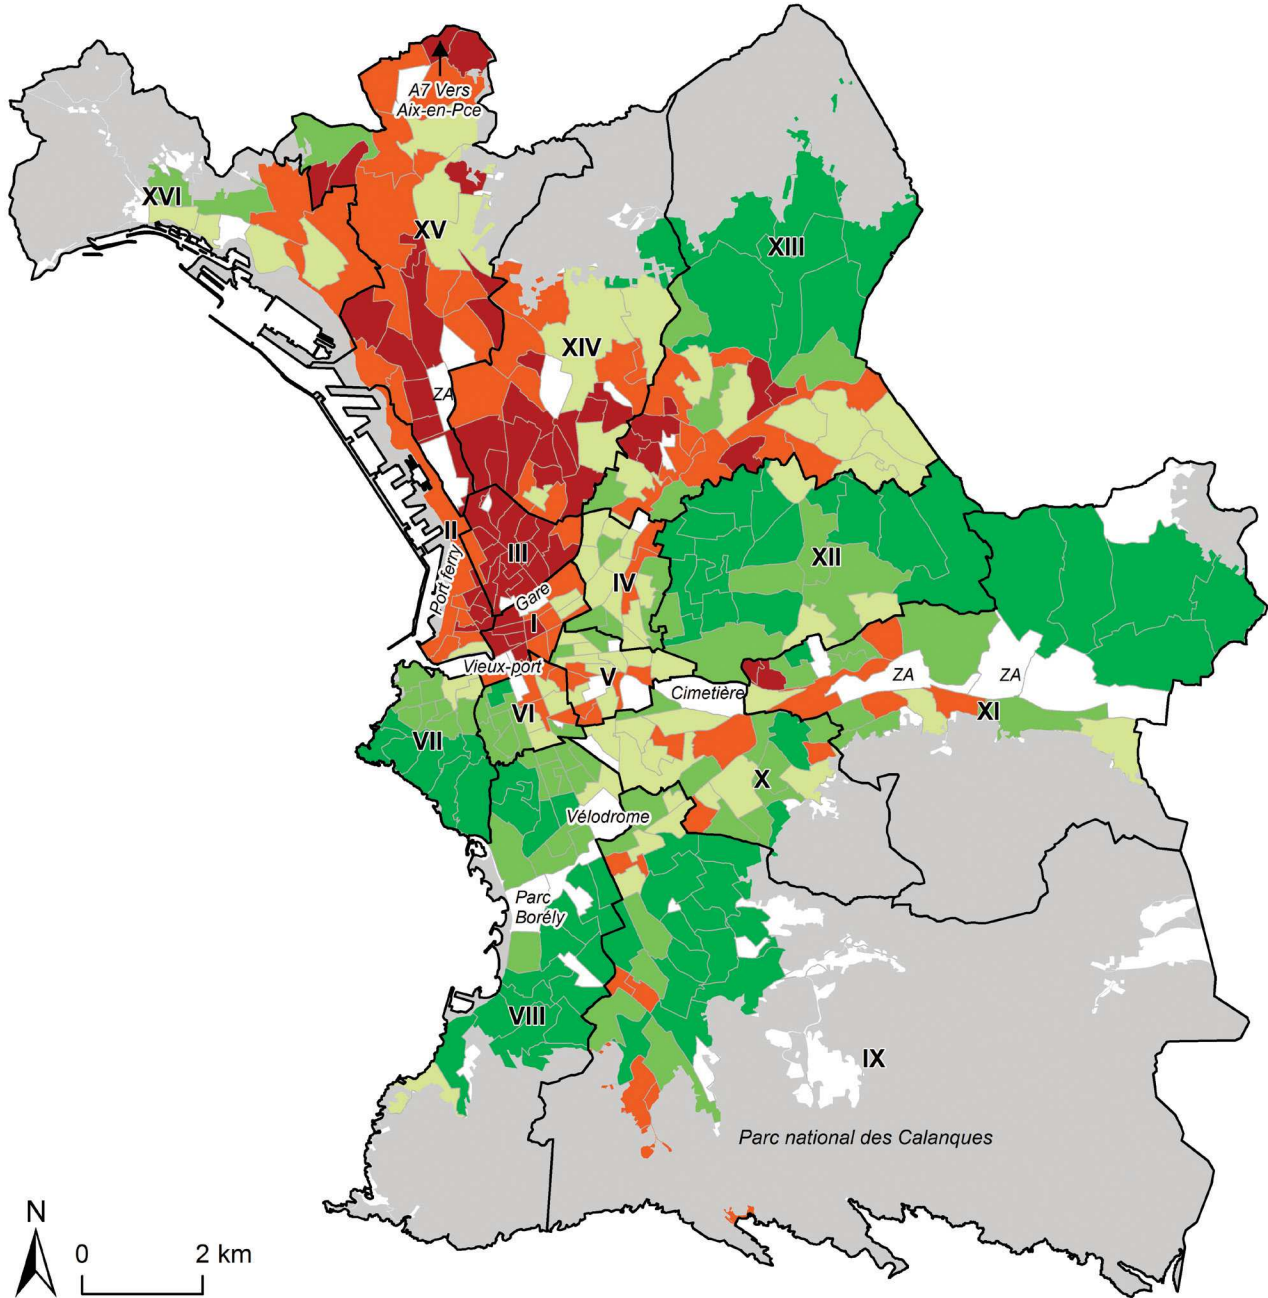 A7 Vers
Aix-en-Pce
XVI
XV
XIII
XIV
ZA
II
III
Port ferry
Gare
IV
XII
I
Vieux-port
V
Cimetière
ZA
ZA
VI
XI
VII
X
Vélodrome
Parc
Borély
VIII
IX
Parc national des Calanques
N
0 2 km